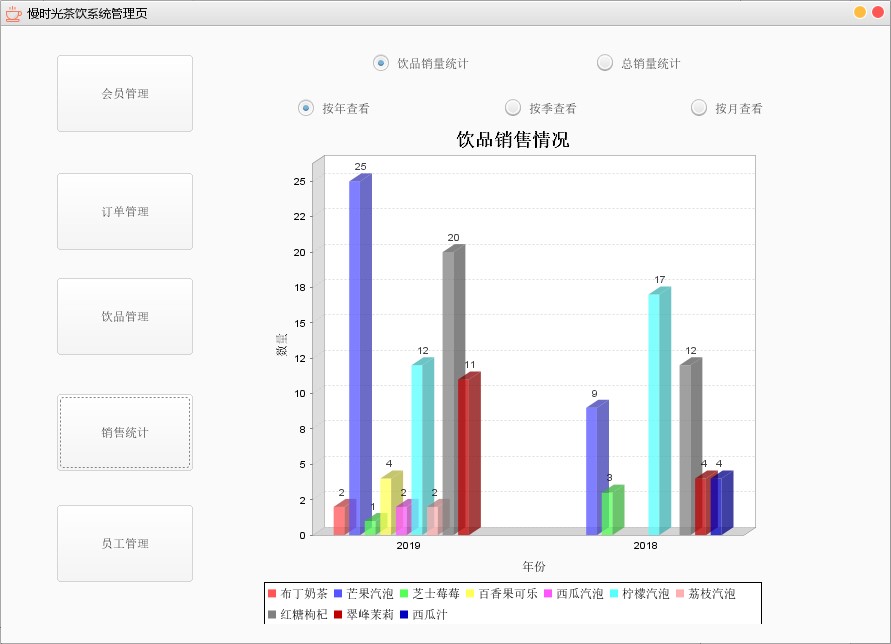 慢时光茶饮系统管理页
会员管理
订单管理
饮品管理
销售统计
员工管理
饮品销量统计 总销量统计
按年查看 按季查看 按月查看
饮品销售情况
数量
25
22
20
18
15
12
10
8
5
2
0
2 25 1 4 2 12 2 20 11
9 3 17 12 4 4
2019 2018
年份
布丁奶茶 芒果汽泡 芝士莓莓 百香果可乐 西瓜汽泡 柠檬汽泡 荔枝汽泡
红糖枸杞 翠峰茉莉 西瓜汁